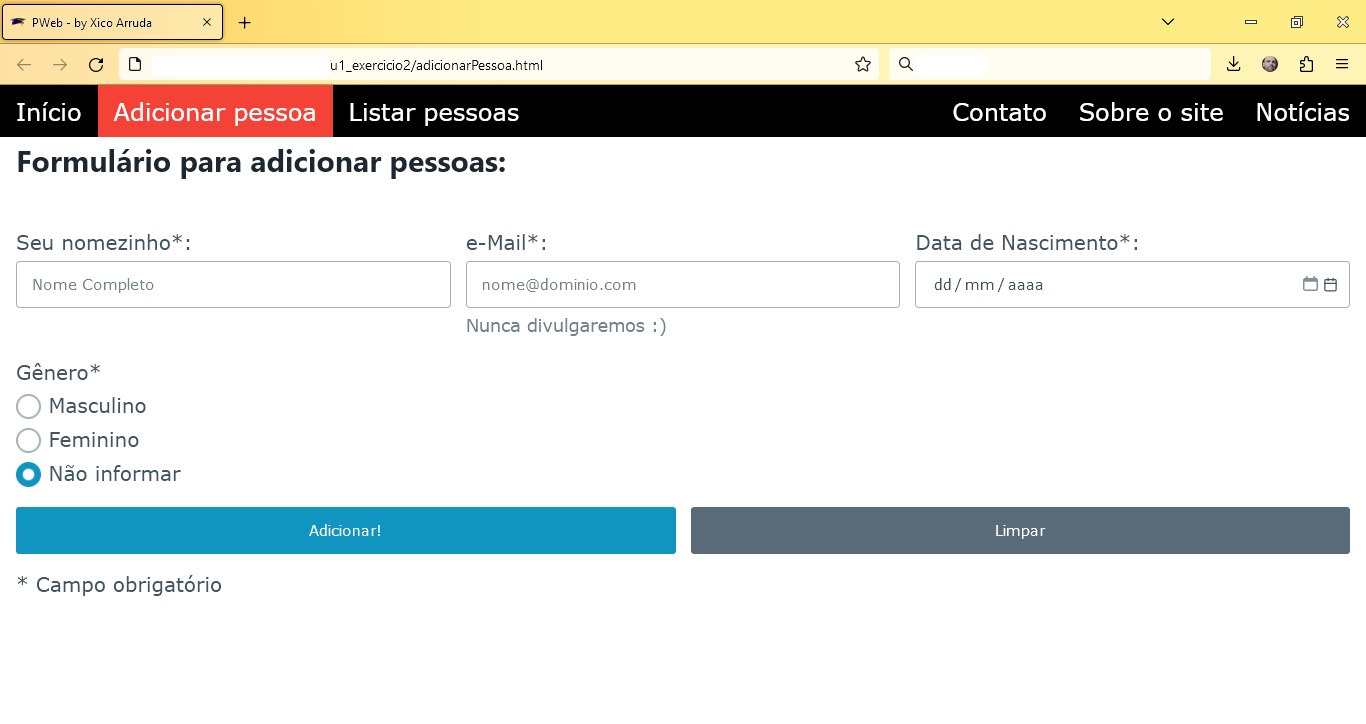 PWeb - by Xico Arruda
u1_exercicio2/adicionarPessoa.html
Início Adicionar pessoa Listar pessoas Contato Sobre o site Notícias
Formulário para adicionar pessoas:
Seu nomezinho*: e-Mail*: Data de Nascimento*:
Nome Completo nome@dominio.com dd / mm / aaaa
Nunca divulgaremos :)
Gênero*
Masculino
Feminino
Não informar
Adicionar! Limpar
* Campo obrigatório